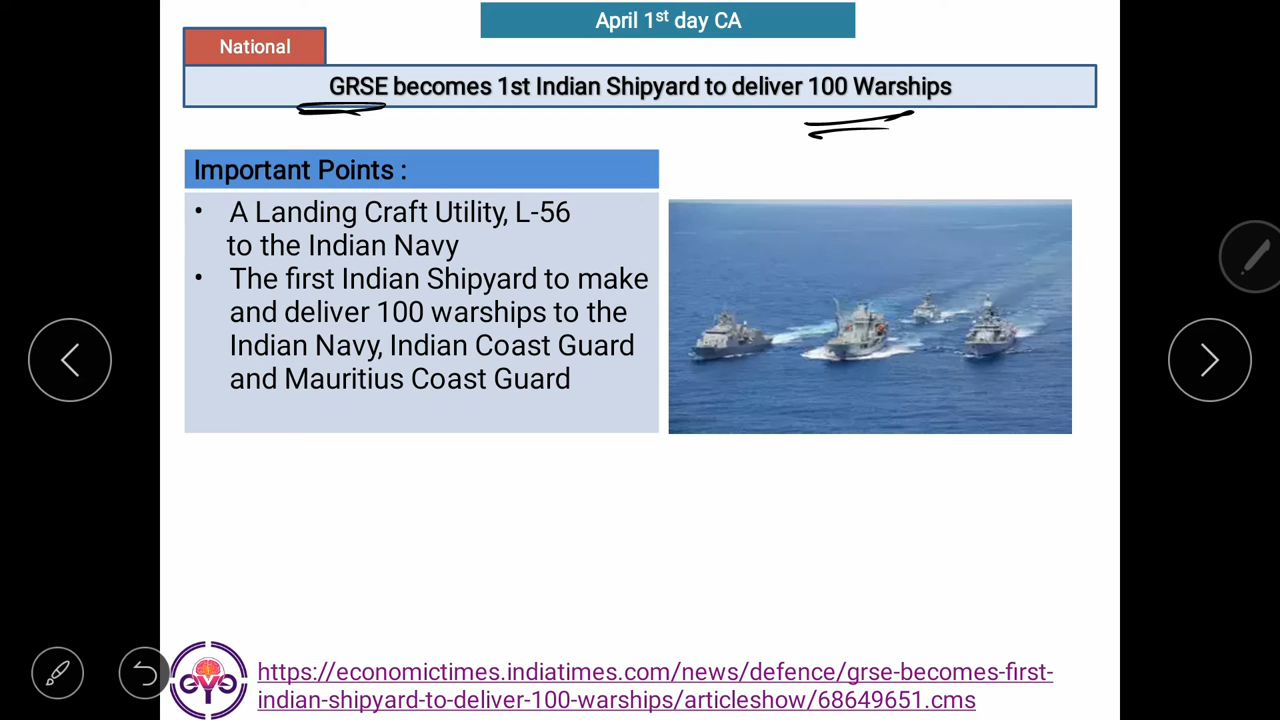 April 1st day CA
National
GRSE becomes 1st Indian Shipyard to deliver 100 Warships
Important Points :
• A Landing Craft Utility, L-56
to the Indian Navy
• The first Indian Shipyard to make
and deliver 100 warships to the
Indian Navy, Indian Coast Guard
and Mauritius Coast Guard
https://economictimes.indiatimes.com/news/defence/grse-becomes-first-
indian-shipyard-to-deliver-100-warships/articleshow/68649651.cms